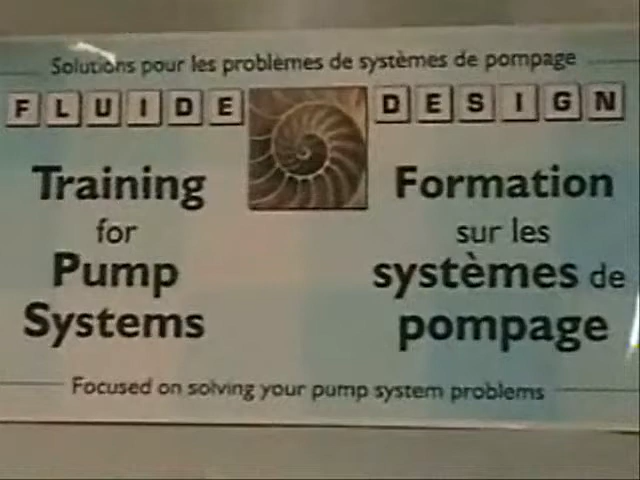 Solutions pour les problèmes de systèmes de pompage
FLUIDE DESIGN
Training
for
Pump
Systems
Formation
sur les
systèmes de
pompage
Focused on solving your pump system problems